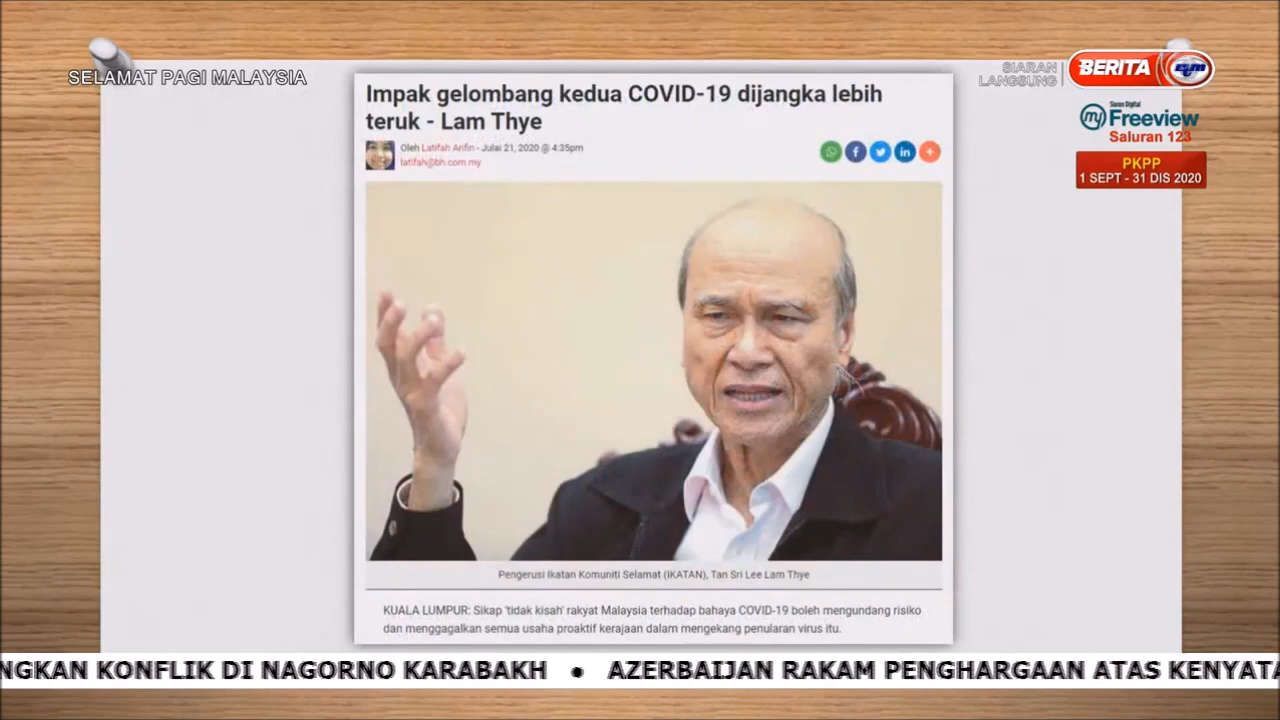 SELAMAT PAGI MALAYSIA
SIARAN
LANGSUNG
BERITA
rtm
Siaran Digital
my Freeview
Saluran 123
PKPP
1 SEPT - 31 DIS 2020
Impak gelombang kedua COVID-19 dijangka lebih
teruk - Lam Thye
Oleh Latifah Arifin - Julai 21, 2020 @ 4:35pm
latifah@bh.com.my
Pengerusi Ikatan Komuniti Selamat (IKATAN), Tan Sri Lee Lam Thye
KUALA LUMPUR: Sikap 'tidak kisah' rakyat Malaysia terhadap bahaya COVID-19 boleh mengundang risiko
dan menggagalkan semua usaha proaktif kerajaan dalam mengekang penularan virus itu.
NGKAN KONFLIK DI NAGORNO KARABAKH • AZERBAIJAN RAKAM PENGHARGAAN ATAS KENYATA